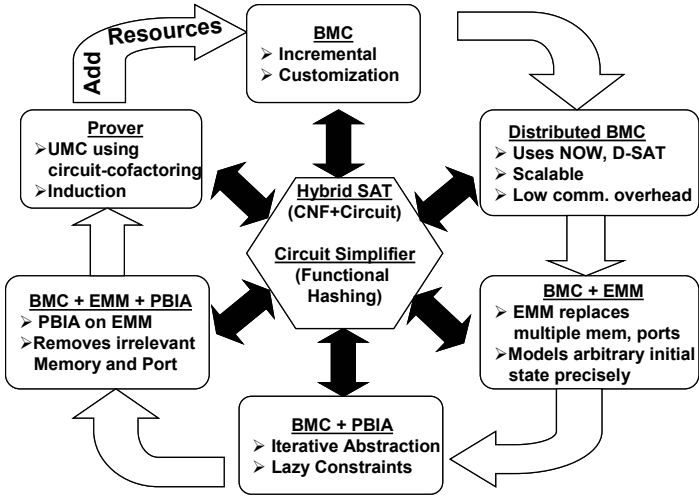 Add Resources
BMC
➢ Incremental
➢ Customization
Prover
➢UMC using
circuit-cofactoring
➢Induction
Distributed BMC
➢ Uses NOW, D-SAT
➢ Scalable
➢ Low comm. overhead
Hybrid SAT
(CNF+Circuit)
Circuit Simplifier
(Functional
Hashing)
BMC + EMM + PBIA
➢ PBIA on EMM
➢Removes irrelevant
Memory and Port
BMC + EMM
➢ EMM replaces
multiple mem, ports
➢Models arbitrary initial
state precisely
BMC + PBIA
➢ Iterative Abstraction
➢ Lazy Constraints